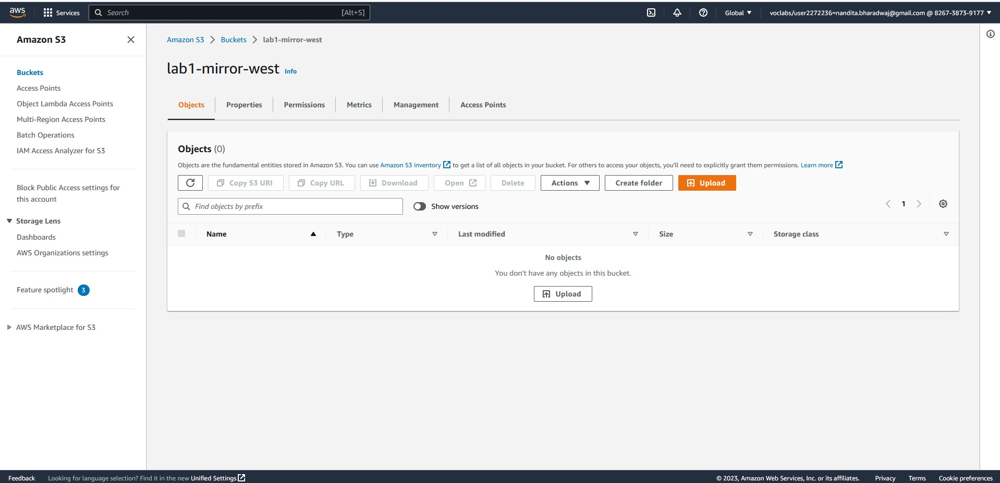 aws
Services
Search [Alt+S]
Global
voclabs/user2272236=nandita.bharadwaj@gmail.com @ 8267-3873-9177
Amazon S3
Buckets
Access Points
Object Lambda Access Points
Multi-Region Access Points
Batch Operations
IAM Access Analyzer for S3
Block Public Access settings for
this account
Storage Lens
Dashboards
AWS Organizations settings
Feature spotlight 3
AWS Marketplace for S3
Amazon S3 Buckets lab1-mirror-west
lab1-mirror-west Info
Objects Properties Permissions Metrics Management Access Points
Objects (0)
Objects are the fundamental entities stored in Amazon S3. You can use Amazon S3 inventory to get a list of all objects in your bucket. For others to access your objects, you'll need to explicitly grant them permissions. Learn more
Copy S3 URI Copy URL Download Open Delete Actions Create folder Upload
Find objects by prefix Show versions 1
Name Type Last modified Size Storage class
No objects
You don't have any objects in this bucket.
Upload
Feedback Looking for language selection? Find it in the new Unified Settings © 2023, Amazon Web Services, Inc. or its affiliates. Privacy Terms Cookie preferences